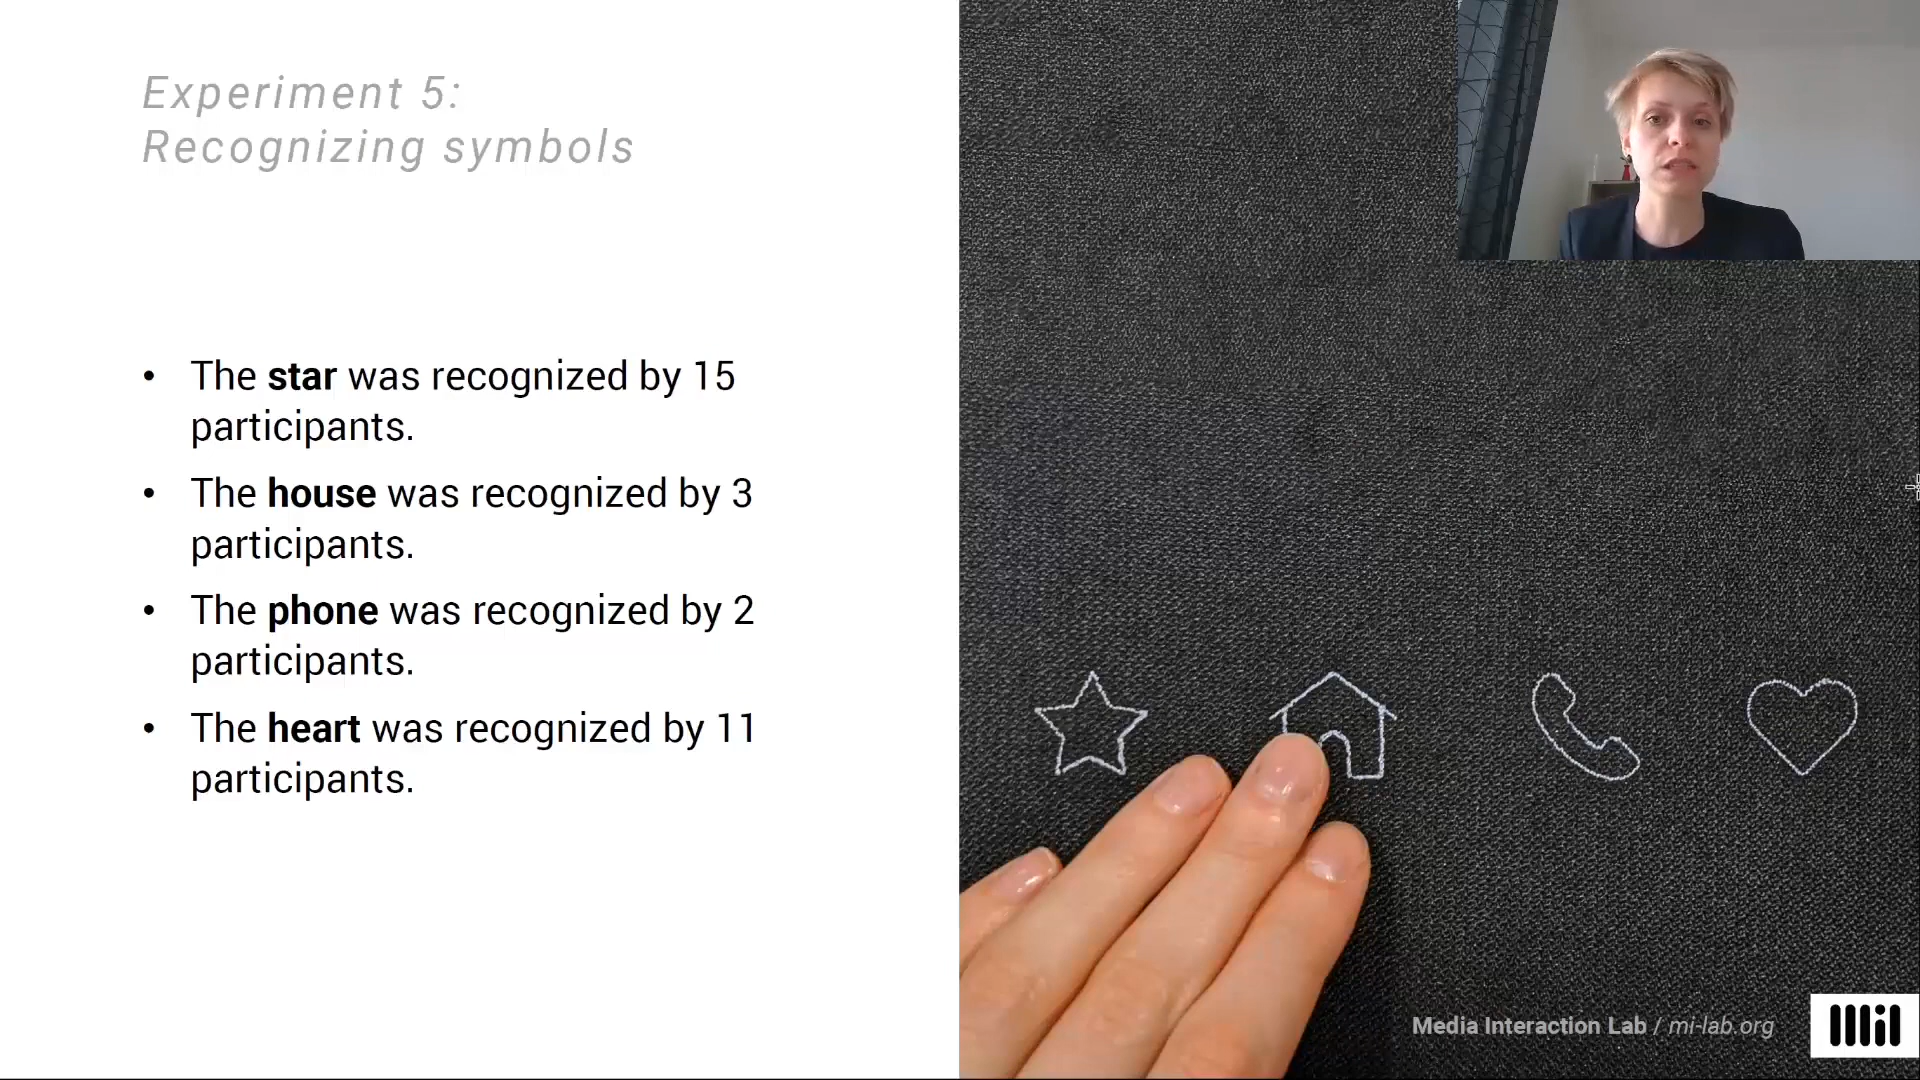 Experiment 5:
Recognizing symbols
• The star was recognized by 15
participants.
• The house was recognized by 3
participants.
• The phone was recognized by 2
participants.
• The heart was recognized by 11
participants.
Media Interaction Lab / mi-lab.org